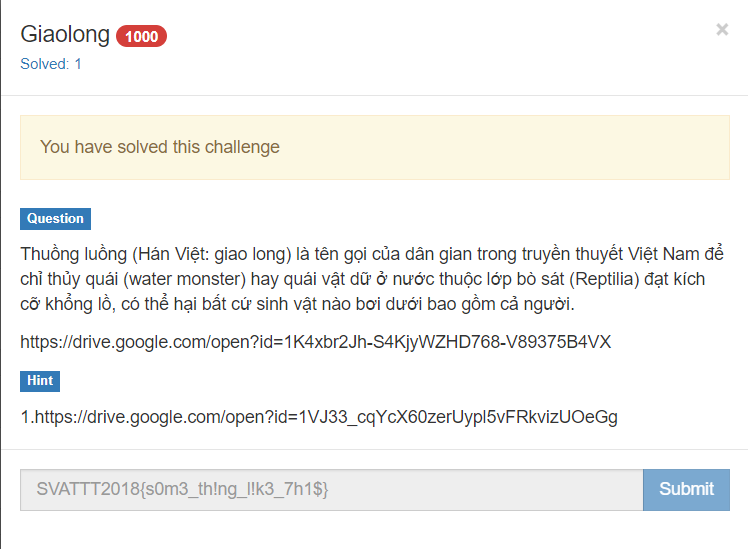 Giaolong 1000
×
Solved: 1
You have solved this challenge
Question
Thuồng luồng (Hán Việt: giao long) là tên gọi của dân gian trong truyền thuyết Việt Nam để
chỉ thủy quái (water monster) hay quái vật dữ ở nước thuộc lớp bò sát (Reptilia) đạt kích
cỡ khổng lồ, có thể hại bất cứ sinh vật nào bơi dưới bao gồm cả người.
https://drive.google.com/open?id=1K4xbr2Jh-S4KjyWZHD768-V89375B4VX
Hint
1.https://drive.google.com/open?id=1VJ33_cqYcX60zerUypl5vFRkvizUOeGg
SVATTT2018{s0m3_th!ng_l!k3_7h1$} Submit